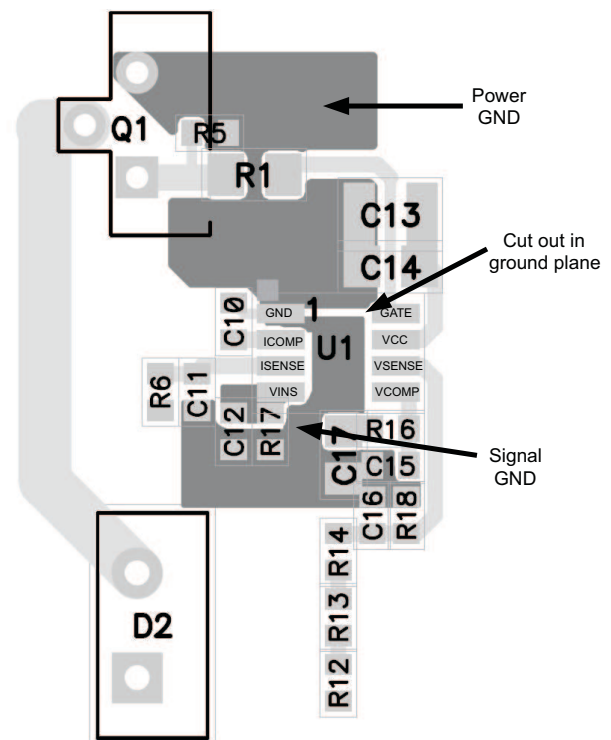 Power
GND
Q1
R5
R1
C13
C14
Cut out in
ground plane
C10
GND
1
GATE
ICOMP
U1
VCC
ISENSE
VSENSE
VINS
VCOMP
R6
C11
C12
R17
C17
R16
C15
Signal
GND
C16
R18
R14
R13
R12
D2